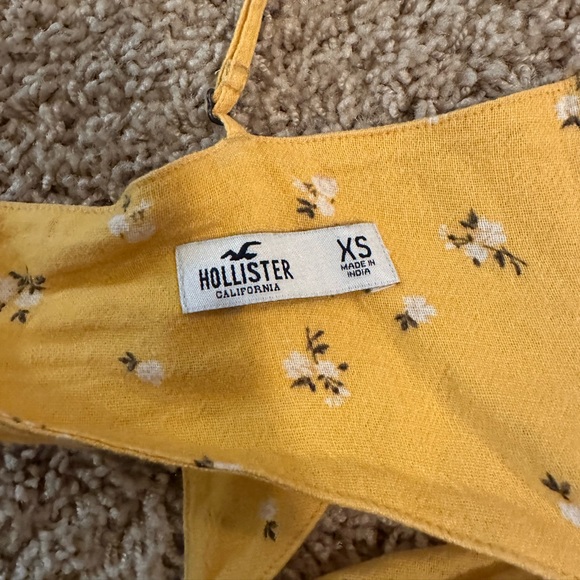 HOLLISTER
CALIFORNIA
XS
MADE IN
INDIA